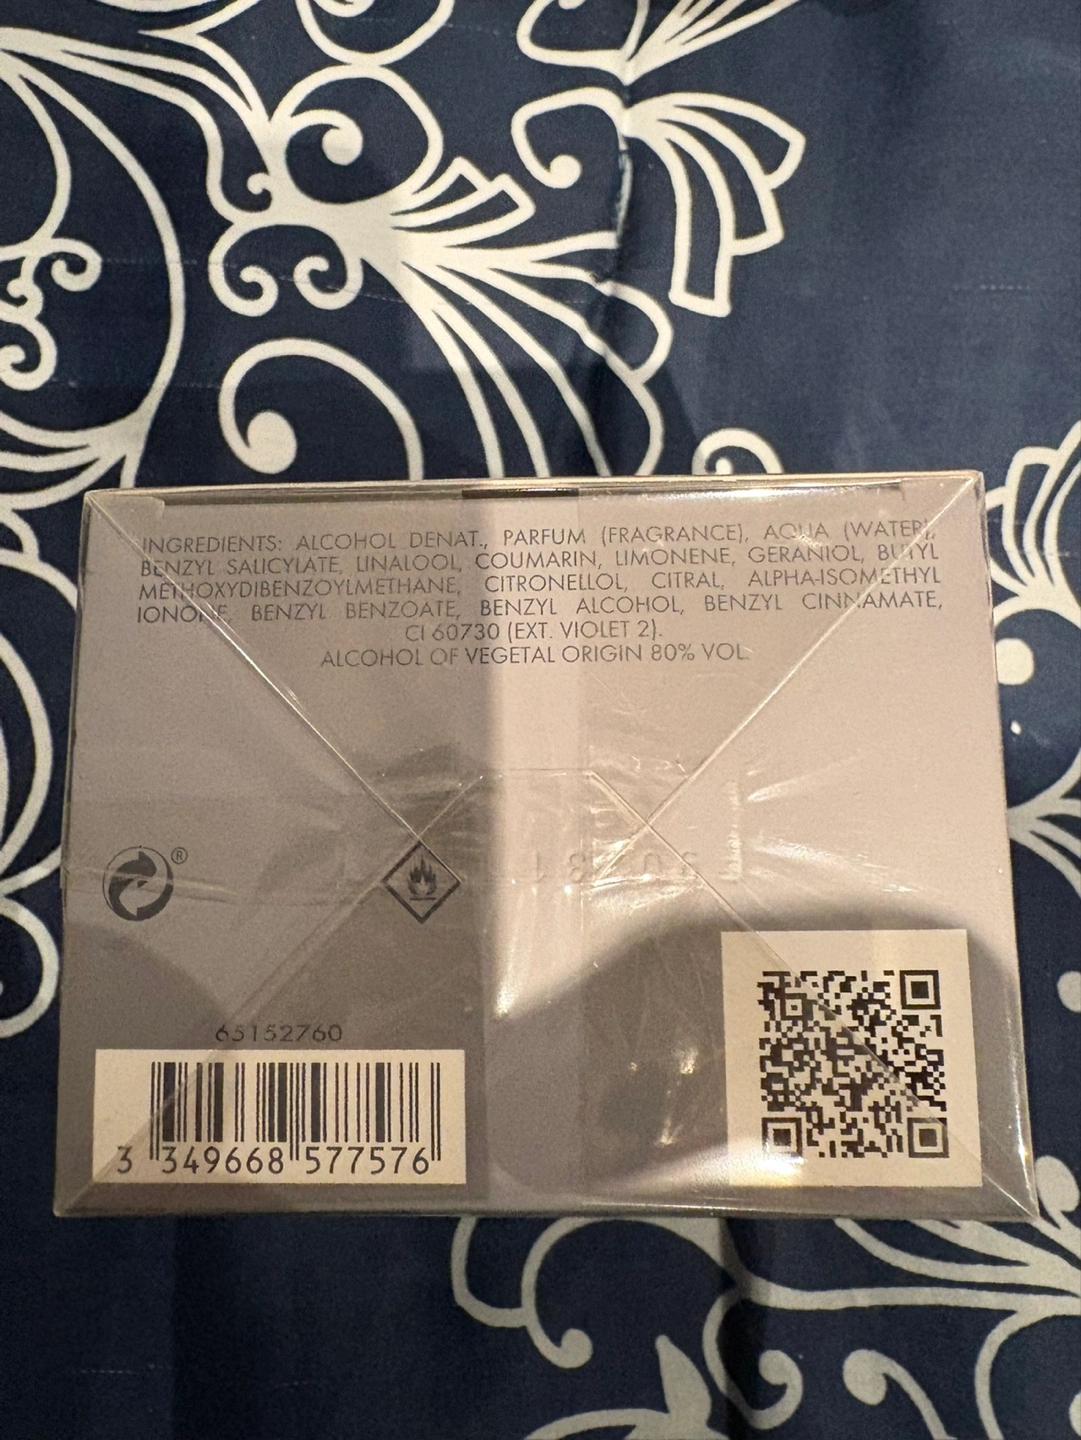 INGREDIENTS: ALCOHOL DENAT., PARFUM (FRAGRANCE), AQUA (WATER),
BENZYL SALICYLATE, LINALOOL, COUMARIN, LIMONENE, GERANIOL, BUTYL
METHOXYDIBENZOYLMETHANE, CITRONELLOL, CITRAL, ALPHA-ISOMETHYL
IONONE, BENZYL BENZOATE, BENZYL ALCOHOL, BENZYL CINNAMATE,
CI 60730 (EXT. VIOLET 2).
ALCOHOL OF VEGETAL ORIGIN 80% VOL.
®
65152760
3 349668 577576